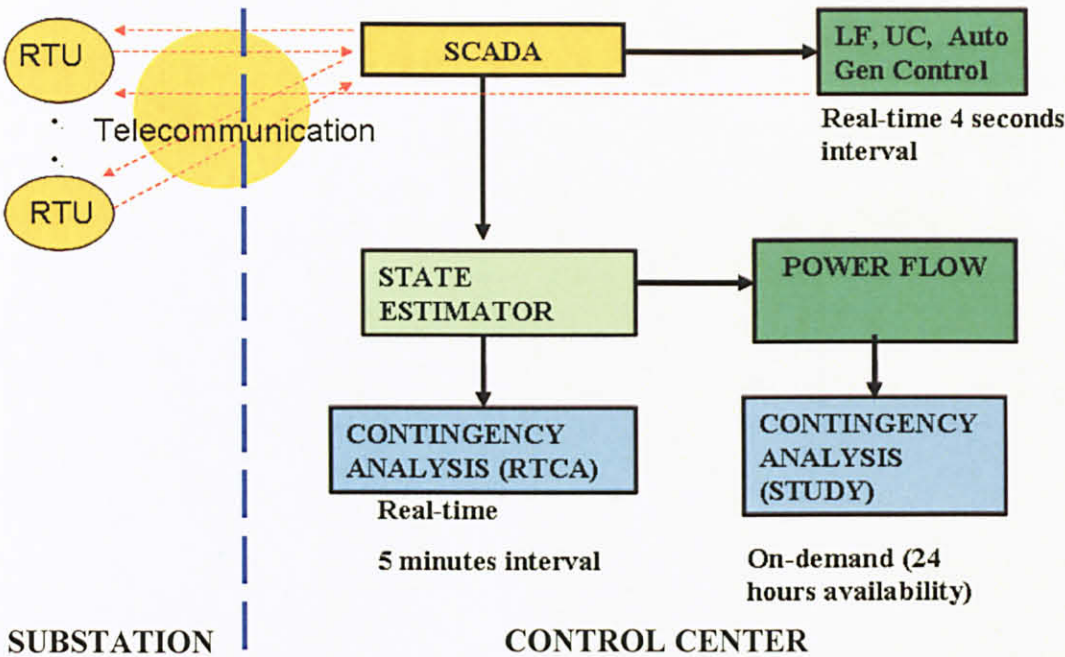 RTU
SCADA
LF, UC, Auto
Gen Control
Real-time 4 seconds
interval
Telecommunication
RTU
STATE
ESTIMATOR
POWER FLOW
CONTINGENCY
ANALYSIS (RTCA)
Real-time
5 minutes interval
CONTINGENCY
ANALYSIS
(STUDY)
On-demand (24
hours availability)
SUBSTATION
CONTROL CENTER